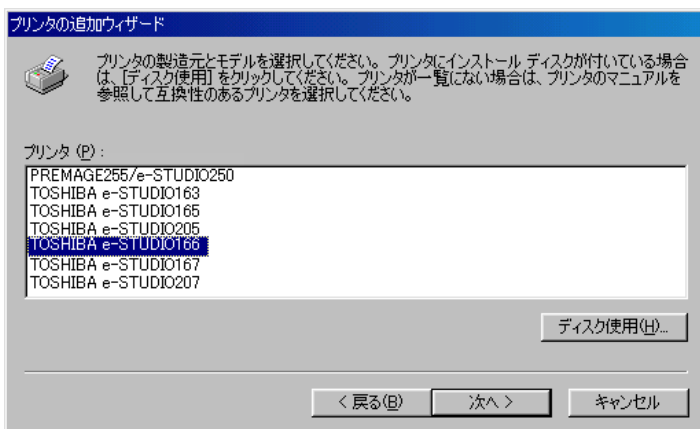 プリンタの追加ウィザード
プリンタの製造元とモデルを選択してください。プリンタにインストール ディスクが付いている場合
は、[ディスク使用] をクリックしてください。プリンタが一覧にない場合は、プリンタのマニュアルを
参照して互換性のあるプリンタを選択してください。
プリンタ (P) :
PREMAGE255/e-STUDIO250
TOSHIBA e-STUDIO163
TOSHIBA e-STUDIO165
TOSHIBA e-STUDIO205
TOSHIBA e-STUDIO166
TOSHIBA e-STUDIO167
TOSHIBA e-STUDIO207
ディスク使用(H)...
< 戻る(B) 次へ > キャンセル